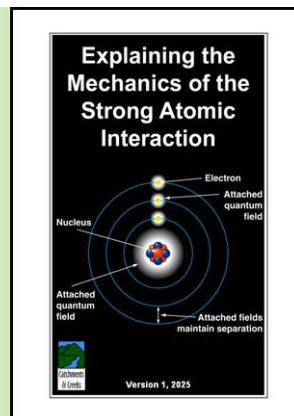 Explaining the
Mechanics of the
Strong Atomic
Interaction
Electron
Attached
quantum
field
Nucleus
Attached
quantum
field
Attached fields
maintain separation
Catchments
& Creeks
Version 1, 2025